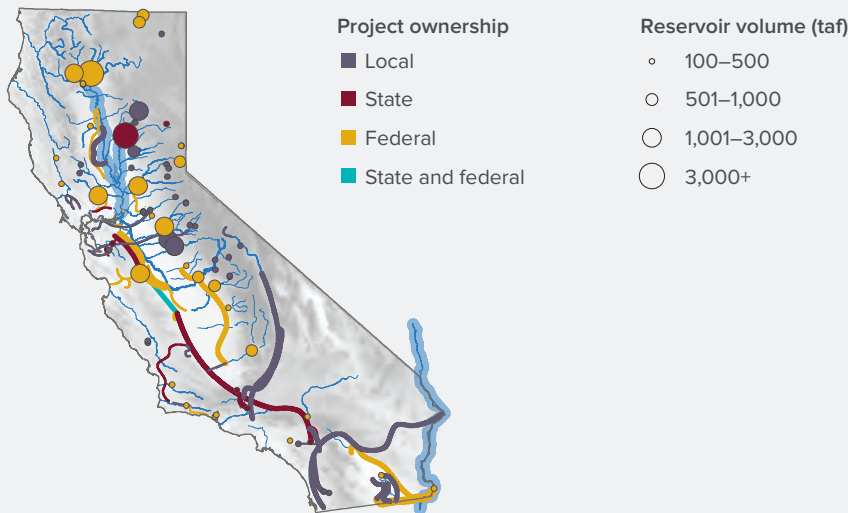 Project ownership
Local
State
Federal
State and federal
Reservoir volume (taf)
100–500
501–1,000
1,001–3,000
3,000+